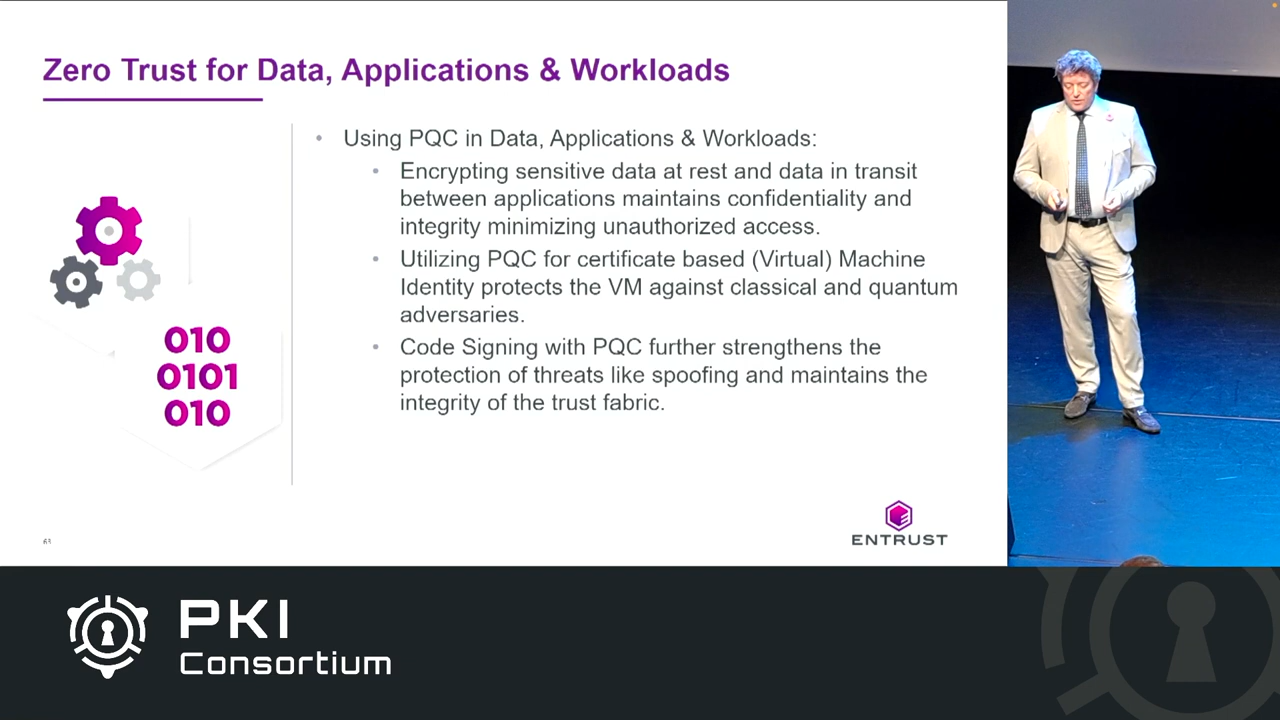 Zero Trust for Data, Applications & Workloads
• Using PQC in Data, Applications & Workloads:
• Encrypting sensitive data at rest and data in transit
between applications maintains confidentiality and
integrity minimizing unauthorized access.
• Utilizing PQC for certificate based (Virtual) Machine
Identity protects the VM against classical and quantum
adversaries.
• Code Signing with PQC further strengthens the
protection of threats like spoofing and maintains the
integrity of the trust fabric.
010
0101
010
63
ENTRUST
PKI
Consortium